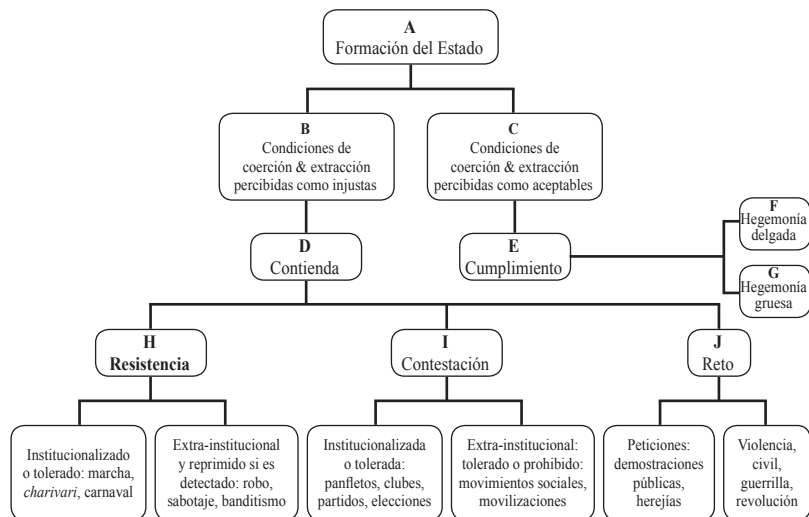 A
Formación del Estado
B
Condiciones de
coerción & extracción
percibidas como injustas
C
Condiciones de
coerción & extracción
percibidas como aceptables
F
Hegemonía
delgada
D
Contienda
E
Cumplimiento
G
Hegemonía
gruesa
H
Resistencia
I
Contestación
J
Reto
Institucionalizado
o tolerado: marcha,
charivari, carnaval
Extra-institucional
y reprimido si es
detectado: robo,
sabotaje, banditismo
Institucionalizada
o tolerada:
panfletos, clubes,
partidos, elecciones
Extra-institucional:
tolerado o prohibido:
movimientos sociales,
movilizaciones
Peticiones:
demostraciones
públicas,
herejías
Violencia,
civil,
guerrilla,
revolución